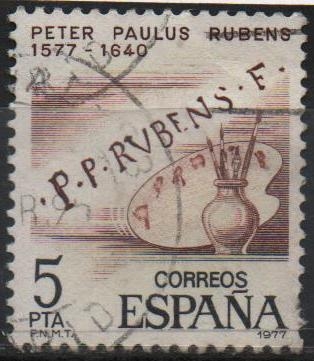 PETER PAULUS RUBENS
1577-1640
.P.P.RVBENS.F.
5
PTA.
CORREOS
ESPAÑA
F.N.M.T.
1977